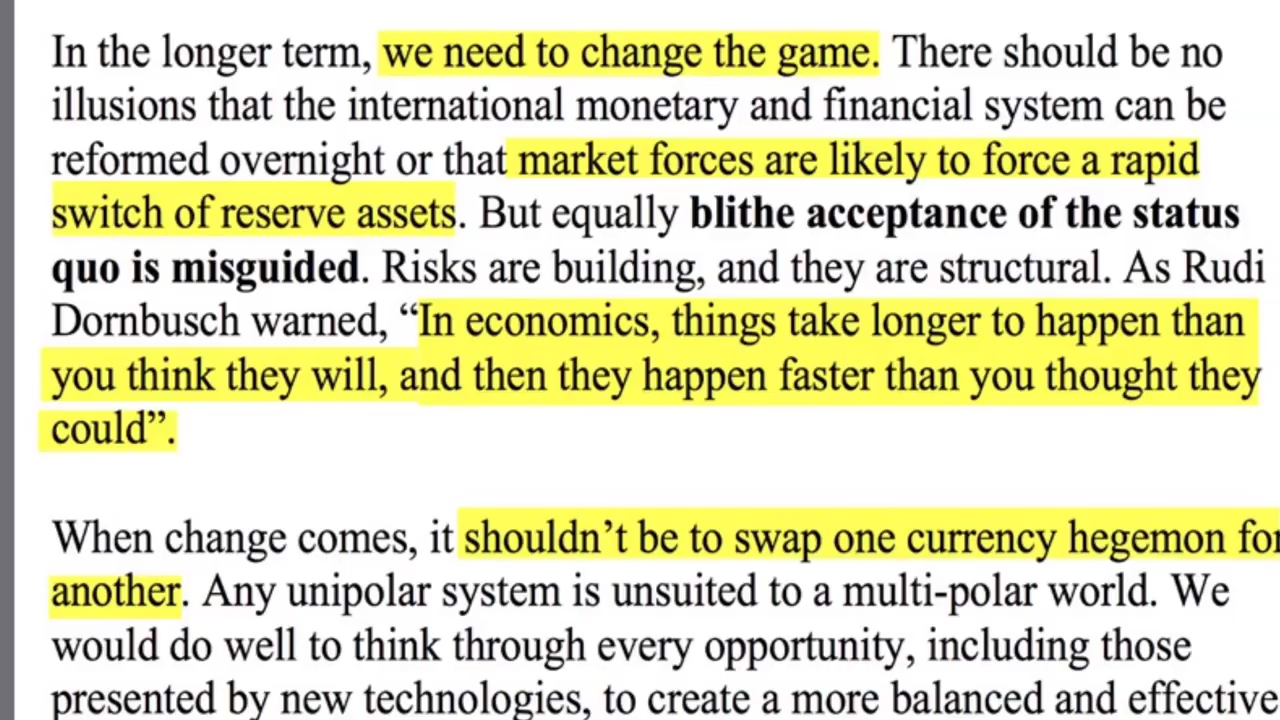 In the longer term, we need to change the game. There should be no
illusions that the international monetary and financial system can be
reformed overnight or that market forces are likely to force a rapid
switch of reserve assets. But equally blithe acceptance of the status
quo is misguided. Risks are building, and they are structural. As Rudi
Dornbusch warned, “In economics, things take longer to happen than
you think they will, and then they happen faster than you thought they
could”.
When change comes, it shouldn’t be to swap one currency hegemon for
another. Any unipolar system is unsuited to a multi-polar world. We
would do well to think through every opportunity, including those
presented by new technologies, to create a more balanced and effective